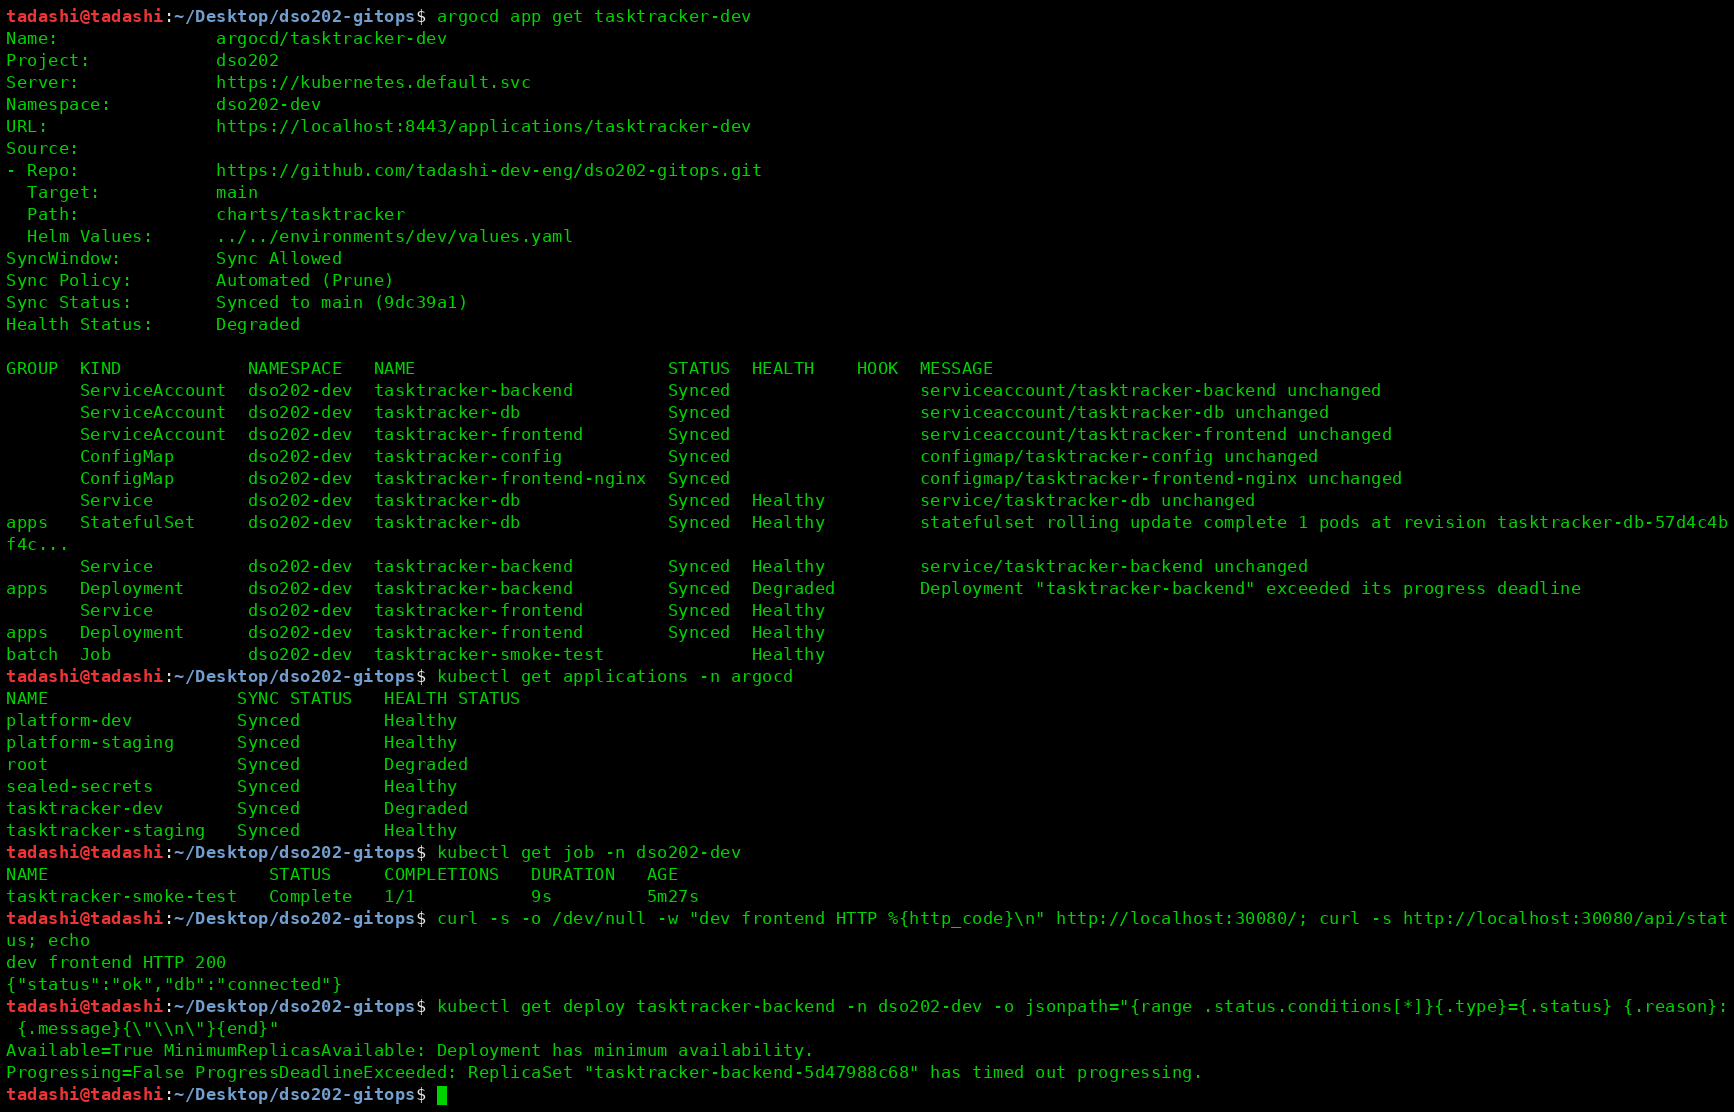 tadashi@tadashi:~/Desktop/dso202-gitops$ argocd app get tasktracker-dev
Name:               argocd/tasktracker-dev
Project:            dso202
Server:             https://kubernetes.default.svc
Namespace:          dso202-dev
URL:                https://localhost:8443/applications/tasktracker-dev
Source:
- Repo:             https://github.com/tadashi-dev-eng/dso202-gitops.git
  Target:           main
  Path:             charts/tasktracker
  Helm Values:      ../../environments/dev/values.yaml
SyncWindow:         Sync Allowed
Sync Policy:        Automated (Prune)
Sync Status:        Synced to main (9dc39a1)
Health Status:      Degraded

GROUP  KIND            NAMESPACE   NAME                        STATUS  HEALTH    HOOK  MESSAGE
       ServiceAccount  dso202-dev  tasktracker-backend         Synced                  serviceaccount/tasktracker-backend unchanged
       ServiceAccount  dso202-dev  tasktracker-db              Synced                  serviceaccount/tasktracker-db unchanged
       ServiceAccount  dso202-dev  tasktracker-frontend        Synced                  serviceaccount/tasktracker-frontend unchanged
       ConfigMap       dso202-dev  tasktracker-config          Synced                  configmap/tasktracker-config unchanged
       ConfigMap       dso202-dev  tasktracker-frontend-nginx  Synced                  configmap/tasktracker-frontend-nginx unchanged
       Service         dso202-dev  tasktracker-db              Synced  Healthy         service/tasktracker-db unchanged
apps   StatefulSet     dso202-dev  tasktracker-db              Synced  Healthy         statefulset rolling update complete 1 pods at revision tasktracker-db-57d4c4b
f4c...
       Service         dso202-dev  tasktracker-backend         Synced  Healthy         service/tasktracker-backend unchanged
apps   Deployment      dso202-dev  tasktracker-backend         Synced  Degraded        Deployment "tasktracker-backend" exceeded its progress deadline
       Service         dso202-dev  tasktracker-frontend        Synced  Healthy
apps   Deployment      dso202-dev  tasktracker-frontend        Synced  Healthy
batch  Job             dso202-dev  tasktracker-smoke-test              Healthy
tadashi@tadashi:~/Desktop/dso202-gitops$ kubectl get applications -n argocd
NAME                  SYNC STATUS   HEALTH STATUS
platform-dev          Synced        Healthy
platform-staging      Synced        Healthy
root                  Synced        Degraded
sealed-secrets        Synced        Healthy
tasktracker-dev       Synced        Degraded
tasktracker-staging   Synced        Healthy
tadashi@tadashi:~/Desktop/dso202-gitops$ kubectl get job -n dso202-dev
NAME                     STATUS     COMPLETIONS   DURATION   AGE
tasktracker-smoke-test   Complete   1/1           9s         5m27s
tadashi@tadashi:~/Desktop/dso202-gitops$ curl -s -o /dev/null -w "dev frontend HTTP %{http_code}\n" http://localhost:30080/; curl -s http://localhost:30080/api/stat
us; echo
dev frontend HTTP 200
{"status":"ok","db":"connected"}
tadashi@tadashi:~/Desktop/dso202-gitops$ kubectl get deploy tasktracker-backend -n dso202-dev -o jsonpath="{range .status.conditions[*]}{.type}={.status} {.reason}:
 {.message}{\"\\n\"}{end}"
Available=True MinimumReplicasAvailable: Deployment has minimum availability.
Progressing=False ProgressDeadlineExceeded: ReplicaSet "tasktracker-backend-5d47988c68" has timed out progressing.
tadashi@tadashi:~/Desktop/dso202-gitops$